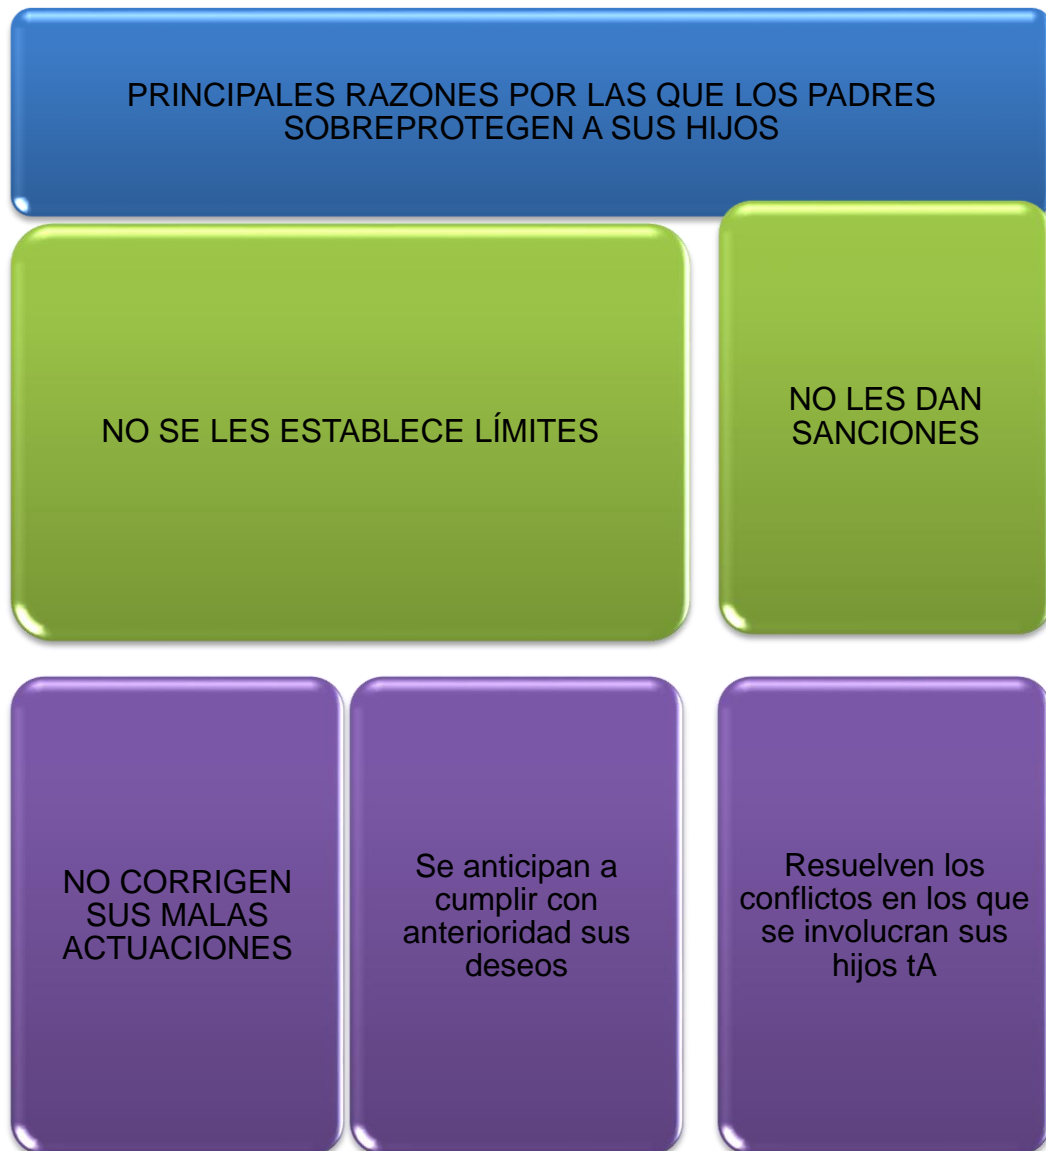 PRINCIPALES RAZONES POR LAS QUE LOS PADRES
SOBREPROTEGEN A SUS HIJOS
NO SE LES ESTABLECE LÍMITES
NO LES DAN
SANCIONES
NO CORRIGEN
SUS MALAS
ACTUACIONES
Se anticipan a
cumplir con
anterioridad sus
deseos
Resuelven los
conflictos en los que
se involucran sus
hijos tA